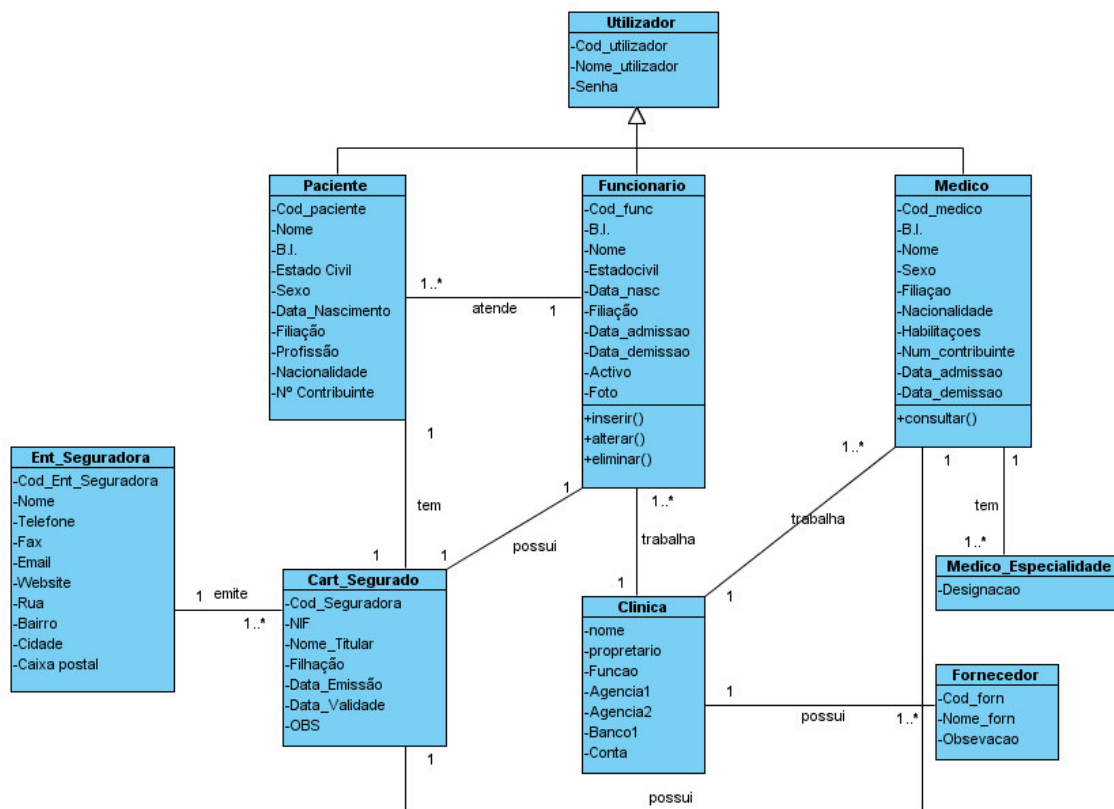 Utilizador
-Cod_utilizador
-Nome_utilizador
-Senha
Paciente
-Cod_paciente
-Nome
-B.I.
-Estado Civil
-Sexo
-Data_Nascimento
-Filiação
-Profissão
-Nacionalidade
-Nº Contribuinte
Funcionario
-Cod_func
-B.I.
-Nome
-Estadocivil
-Data_nasc
-Filiação
-Data_admissao
-Data_demissao
-Activo
-Foto
+inserir()
+alterar()
+eliminar()
Medico
-Cod_medico
-B.I.
-Nome
-Sexo
-Filiaçao
-Nacionalidade
-Habilitaçoes
-Num_contribuinte
-Data_admissao
-Data_demissao
+consultar()
1..*
atende
1
1
tem
1
1
possui
1
1..*
trabalha
1
1..*
trabalha
1
1
1
tem
1..*
Ent_Seguradora
-Cod_Ent_Seguradora
-Nome
-Telefone
-Fax
-Email
-Website
-Rua
-Bairro
-Cidade
-Caixa postal
1
emite
1..*
Cart_Segurado
-Cod_Seguradora
-NIF
-Nome_Titular
-Filhação
-Data_Emissão
-Data_Validade
-OBS
Clinica
-nome
-propretario
-Funcao
-Agencia1
-Agencia2
-Banco1
-Conta
Medico_Especialidade
-Designacao
1
possui
1..*
Fornecedor
-Cod_forn
-Nome_forn
-Obsevacao
1
possui